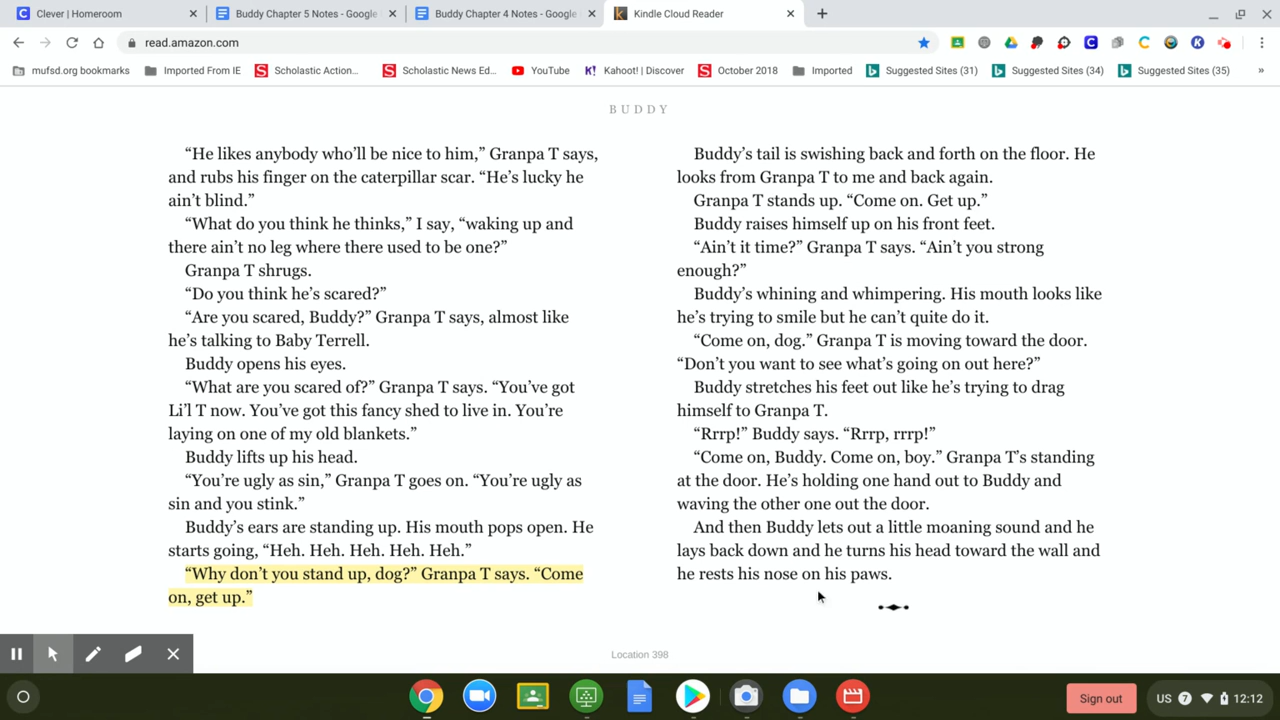 Clever | Homeroom
Buddy Chapter 5 Notes - Google
Buddy Chapter 4 Notes - Google
Kindle Cloud Reader
read.amazon.com
mufsd.org bookmarks
Imported From IE
Scholastic Action...
Scholastic News Ed...
YouTube
Kahoot! | Discover
October 2018
Imported
Suggested Sites (31)
Suggested Sites (34)
Suggested Sites (35)
»
BUDDY
“He likes anybody who’ll be nice to him,” Granpa T says,
and rubs his finger on the caterpillar scar. “He’s lucky he
ain’t blind.”
“What do you think he thinks,” I say, “waking up and
there ain’t no leg where there used to be one?”
Granpa T shrugs.
“Do you think he’s scared?”
“Are you scared, Buddy?” Granpa T says, almost like
he’s talking to Baby Terrell.
Buddy opens his eyes.
“What are you scared of?” Granpa T says. “You’ve got
Li’l T now. You’ve got this fancy shed to live in. You’re
laying on one of my old blankets.”
Buddy lifts up his head.
“You’re ugly as sin,” Granpa T goes on. “You’re ugly as
sin and you stink.”
Buddy’s ears are standing up. His mouth pops open. He
starts going, “Heh. Heh. Heh. Heh. Heh.”
“Why don’t you stand up, dog?” Granpa T says. “Come
on, get up.”
Buddy’s tail is swishing back and forth on the floor. He
looks from Granpa T to me and back again.
Granpa T stands up. “Come on. Get up.”
Buddy raises himself up on his front feet.
“Ain’t it time?” Granpa T says. “Ain’t you strong
enough?”
Buddy’s whining and whimpering. His mouth looks like
he’s trying to smile but he can’t quite do it.
“Come on, dog.” Granpa T is moving toward the door.
“Don’t you want to see what’s going on out here?”
Buddy stretches his feet out like he’s trying to drag
himself to Granpa T.
“Rrrp!” Buddy says. “Rrrp, rrrp!”
“Come on, Buddy. Come on, boy.” Granpa T’s standing
at the door. He’s holding one hand out to Buddy and
waving the other one out the door.
And then Buddy lets out a little moaning sound and he
lays back down and he turns his head toward the wall and
he rests his nose on his paws.
Location 398
Sign out
US
7
12:12